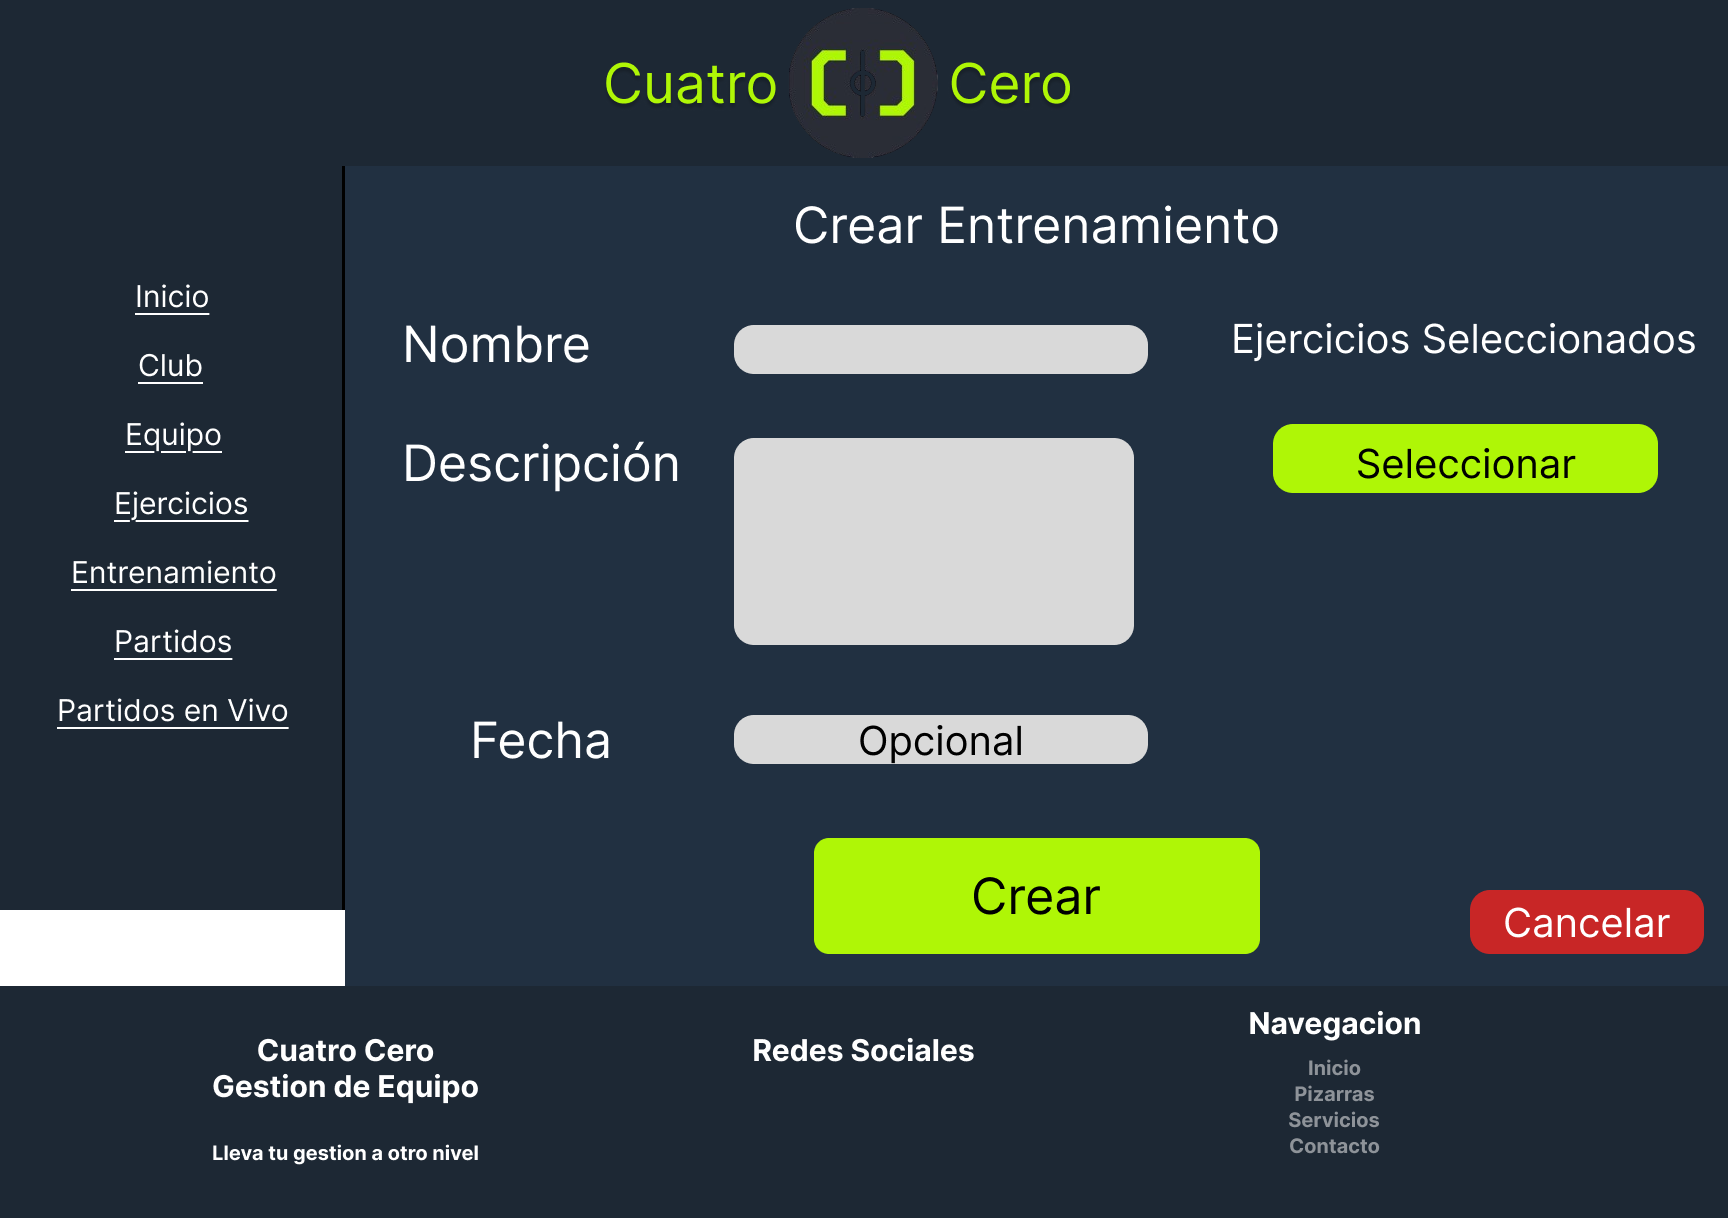 Cuatro Cero
Inicio
Club
Equipo
Ejercicios
Entrenamiento
Partidos
Partidos en Vivo
Crear Entrenamiento
Nombre
Descripción
Fecha
Opcional
Ejercicios Seleccionados
Seleccionar
Crear
Cancelar
Cuatro Cero
Gestion de Equipo
Lleva tu gestion a otro nivel
Redes Sociales
Navegacion
Inicio
Pizarras
Servicios
Contacto